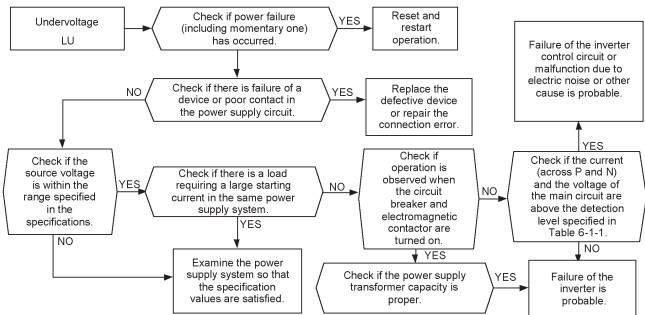 Undervoltage
LU
Check if power failure
(including momentary one)
has occurred.
YES
Reset and
restart
operation.
Failure of the inverter
control circuit or
malfunction due to
electric noise or other
cause is probable.
NO
Check if there is failure of a
device or poor contact in
the power supply circuit.
YES
Replace the
defective device
or repair the
connection error.
YES
Check if the
source voltage
is within the
range specified
in the
specifications.
YES
Check if there is a load
requiring a large starting
current in the same power
supply system.
NO
Check if
operation is
observed when
the circuit
breaker and
electromagnetic
contactor are
turned on.
NO
Check if the current
(across P and N)
and the voltage of
the main circuit are
above the detection
level specified in
Table 6-1-1.
NO
YES
YES
NO
Examine the power
supply system so that
the specification
values are satisfied.
Check if the power supply
transformer capacity is
proper.
YES
Failure of the
inverter is
probable.